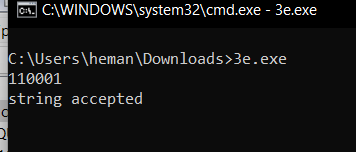 C:\WINDOWS\system32\cmd.exe - 3e.exe
C:\Users\heman\Downloads>3e.exe
110001
string accepted